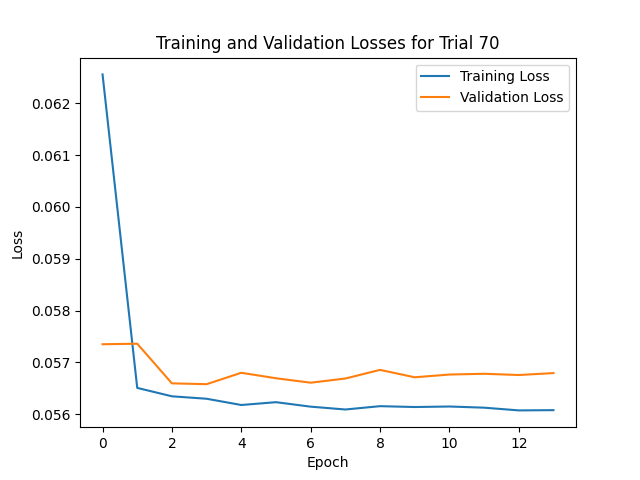 Training and Validation Losses for Trial 70
Training Loss
Validation Loss
0.062
0.061
0.060
0.059
0.058
0.057
0.056
Loss
0
2
4
6
8
10
12
Epoch